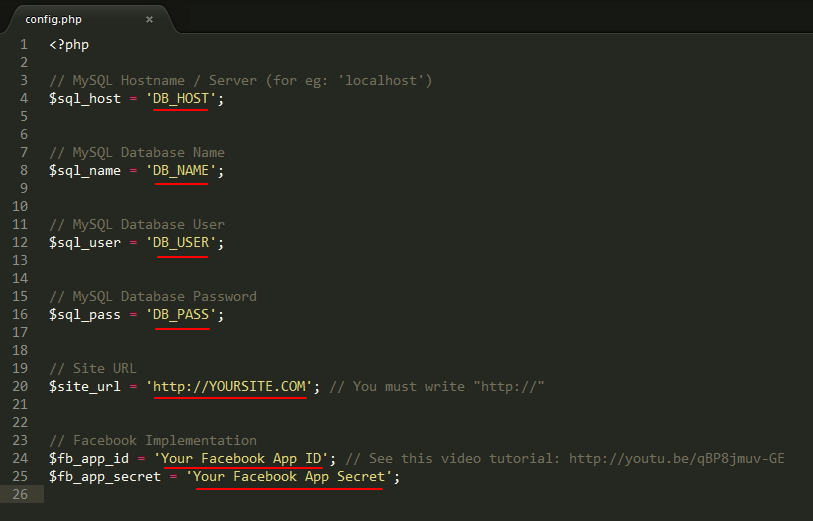 config.php ×
1 <?php
2
3 // MySQL Hostname / Server (for eg: 'localhost')
4 $sql_host = 'DB_HOST';
5
6
7 // MySQL Database Name
8 $sql_name = 'DB_NAME';
9
10
11 // MySQL Database User
12 $sql_user = 'DB_USER';
13
14
15 // MySQL Database Password
16 $sql_pass = 'DB_PASS';
17
18
19 // Site URL
20 $site_url = 'http://YOURSITE.COM'; // You must write "http://"
21
22
23 // Facebook Implementation
24 $fb_app_id = 'Your Facebook App ID'; // See this video tutorial: http://youtu.be/qBP8jmuv-GE
25 $fb_app_secret = 'Your Facebook App Secret';
26